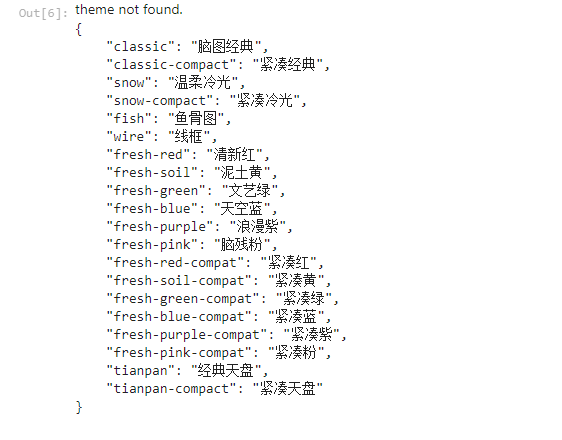 Out[6]: theme not found.
{
"classic": "脑图经典",
"classic-compact": "紧凑经典",
"snow": "温柔冷光",
"snow-compact": "紧凑冷光",
"fish": "鱼骨图",
"wire": "线框",
"fresh-red": "清新红",
"fresh-soil": "泥土黄",
"fresh-green": "文艺绿",
"fresh-blue": "天空蓝",
"fresh-purple": "浪漫紫",
"fresh-pink": "脑残粉",
"fresh-red-compat": "紧凑红",
"fresh-soil-compat": "紧凑黄",
"fresh-green-compat": "紧凑绿",
"fresh-blue-compat": "紧凑蓝",
"fresh-purple-compat": "紧凑紫",
"fresh-pink-compat": "紧凑粉",
"tianpan": "经典天盘",
"tianpan-compact": "紧凑天盘"
}